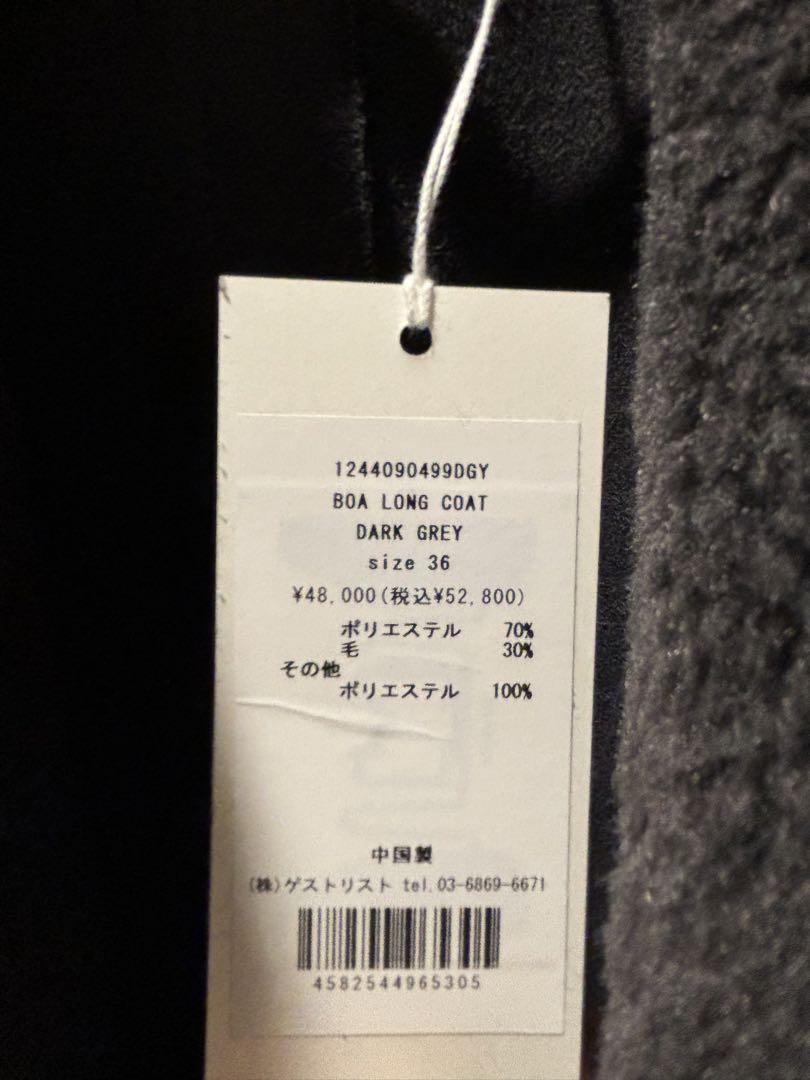 1244090499DGY
BOA LONG COAT
DARK GREY
size 36
¥48,000(税込¥52,800)
ポリエステル 70%
毛 30%
その他
ポリエステル 100%
中国製
(株)ゲストリスト tel.03-6869-6671
4582544965305